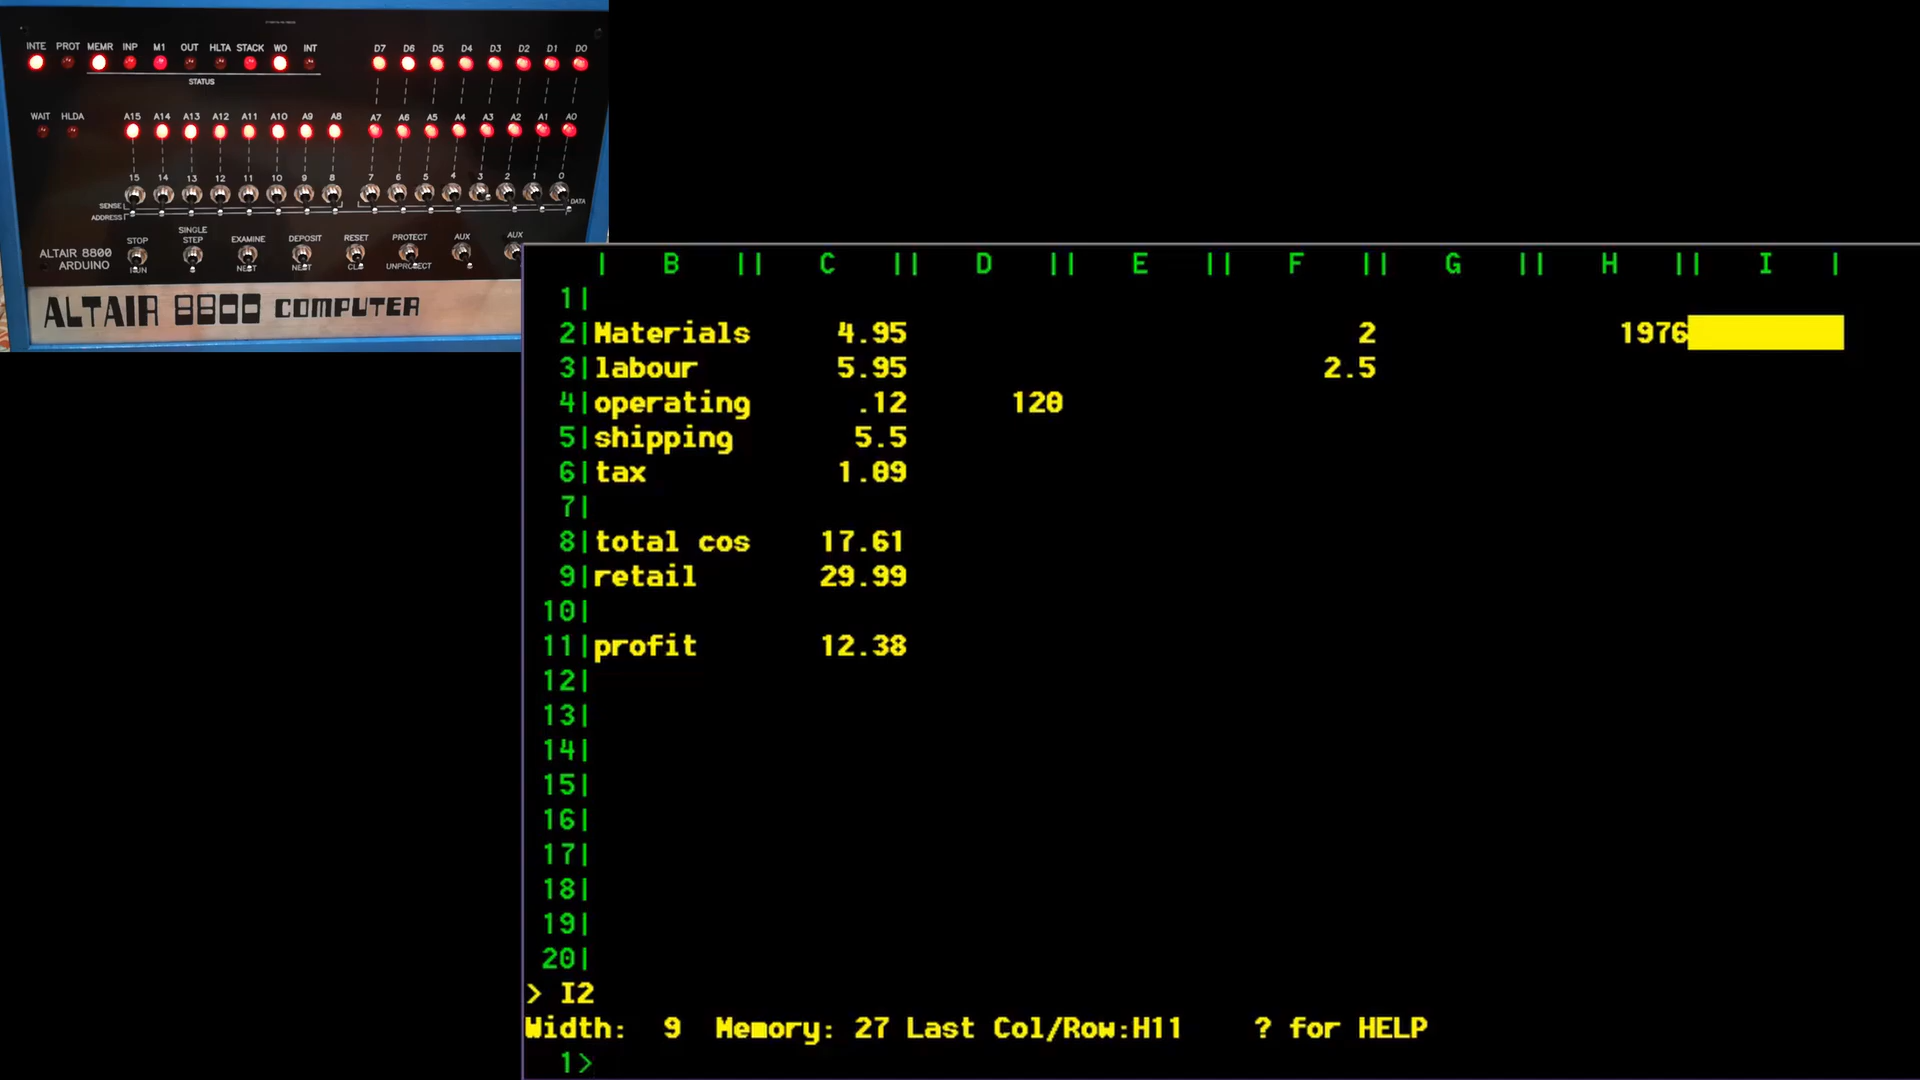 INTE PROT MEMR INP M1 OUT HLTA STACK WO INT D7 D6 D5 D4 D3 D2 D1 D0
STATUS
WAIT HLDA A15 A14 A13 A12 A11 A10 A9 A8 A7 A6 A5 A4 A3 A2 A1 A0
15 14 13 12 11 10 9 8 7 6 5 4 3 2 1 0
SENSE DATA
ADDRESS
STOP SINGLE STEP EXAMINE DEPOSIT RESET PROTECT AUX AUX
RUN NEXT NEXT CLR UNPROTECT
ALTAIR 8800
ARDUINO
ALTAIR 8800 COMPUTER
| B || C || D || E || F || G || H || I |
1|
2|Materials 4.95 2 1976
3|labour 5.95 2.5
4|operating .12 120
5|shipping 5.5
6|tax 1.09
7|
8|total cos 17.61
9|retail 29.99
10|
11|profit 12.38
12|
13|
14|
15|
16|
17|
18|
19|
20|
> I2
Width: 9 Memory: 27 Last Col/Row:H11 ? for HELP
1>